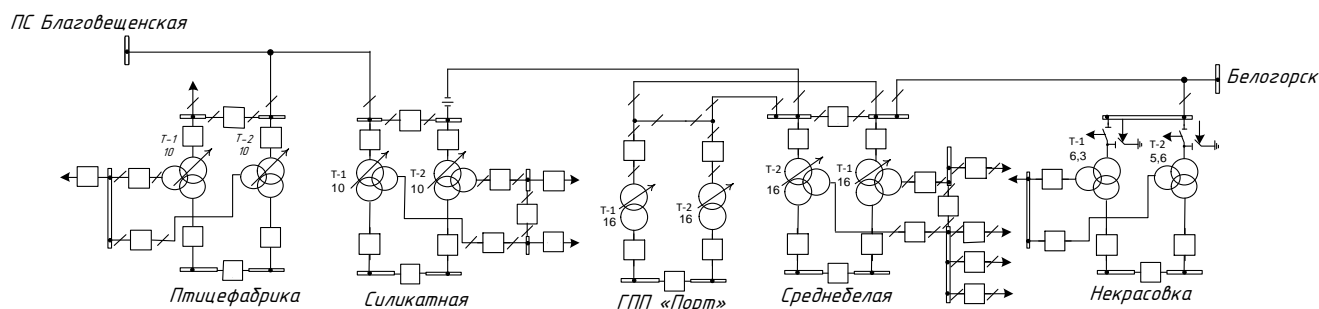 ПС Благовещенская
Белогорск
Т-1
10
Т-2
10
Т-1
10
Т-2
10
Т-1
16
Т-2
16
Т-2
16
Т-1
16
Т-1
6,3
Т-2
5,6
Птицефабрика
Силикатная
ГПП «Порт»
Среднебелая
Некрасовка